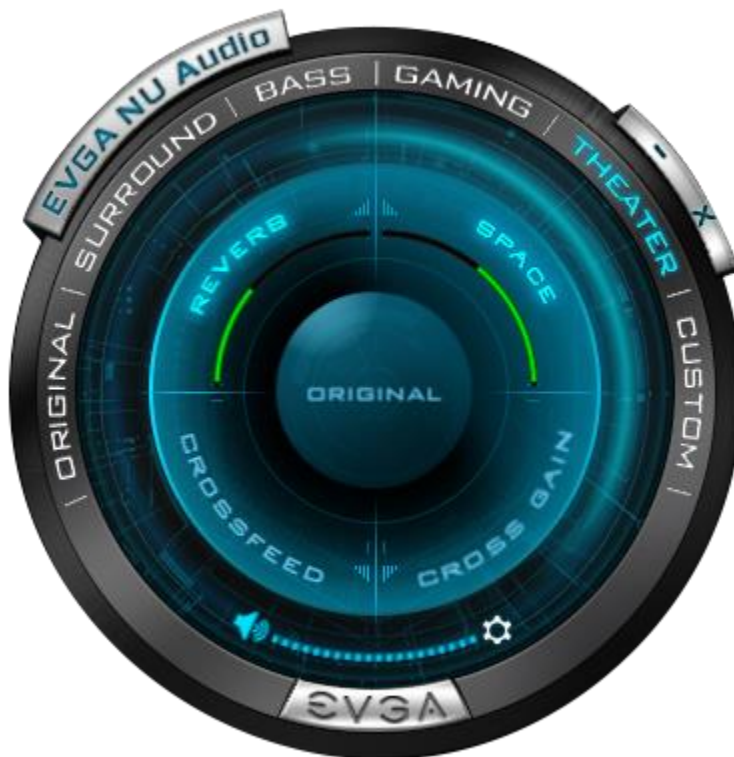 EVGA NU Audio
- x
ORIGINAL | SURROUND | BASS | GAMING | THEATER | CUSTOM |
REVERB
SPACE
ORIGINAL
CROSSFEED
CROSS GAIN
EVGA